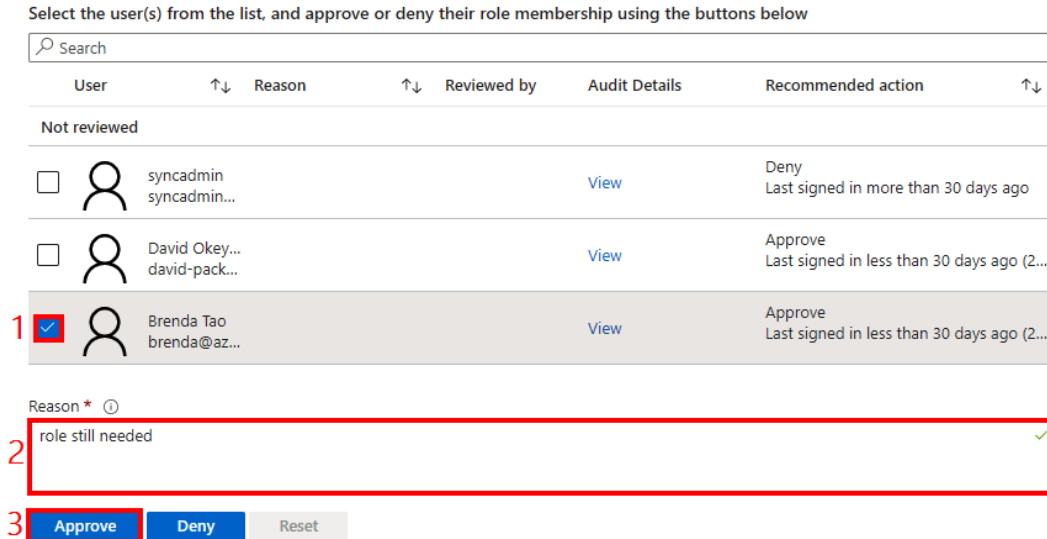 Select the user(s) from the list, and approve or deny their role membership using the buttons below
Search
User ↑↓ Reason ↑↓ Reviewed by Audit Details Recommended action ↑↓
Not reviewed
syncadmin
syncadmin...
View
Deny
Last signed in more than 30 days ago
David Okey...
david-pack...
View
Approve
Last signed in less than 30 days ago (2...
1
Brenda Tao
brenda@az...
View
Approve
Last signed in less than 30 days ago (2...
Reason *
2
role still needed
3
Approve Deny Reset